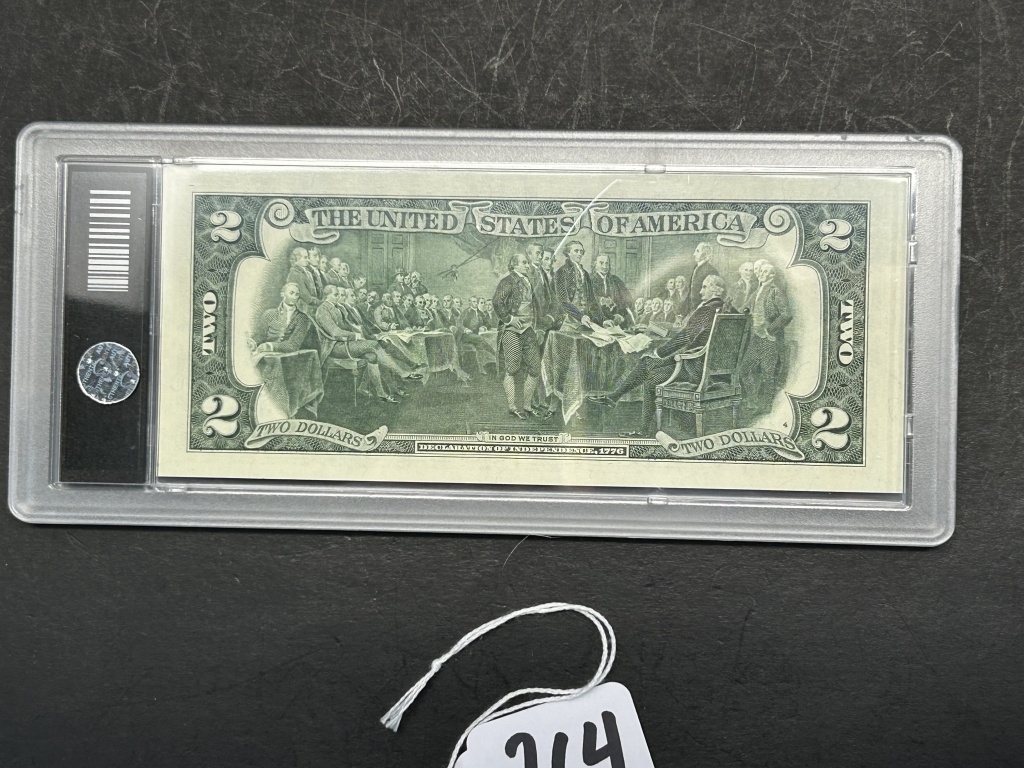 2 THE UNITED STATES OF AMERICA 2
TWO TWO
2 2
TWO DOLLARS IN GOD WE TRUST TWO DOLLARS
DECLARATION OF INDEPENDENCE, 1776
4